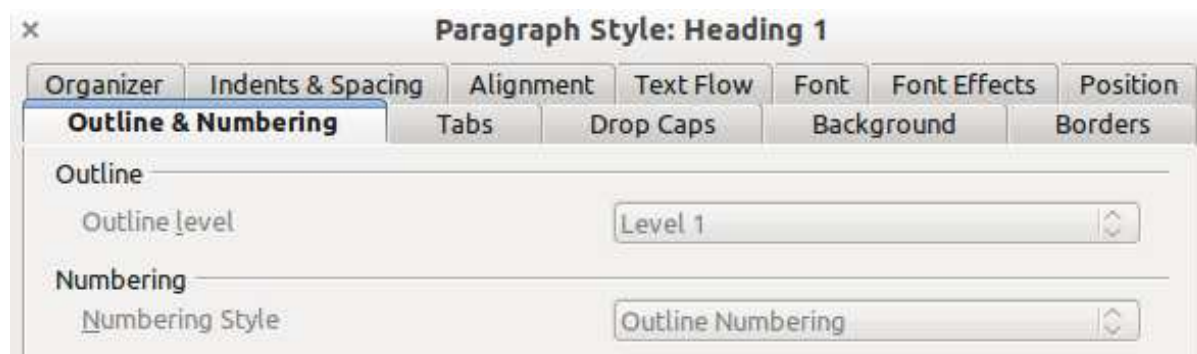 × Paragraph Style: Heading 1
Organizer Indents & Spacing Alignment Text Flow Font Font Effects Position
Outline & Numbering Tabs Drop Caps Background Borders
Outline
Outline level Level 1
Numbering
Numbering Style Outline Numbering